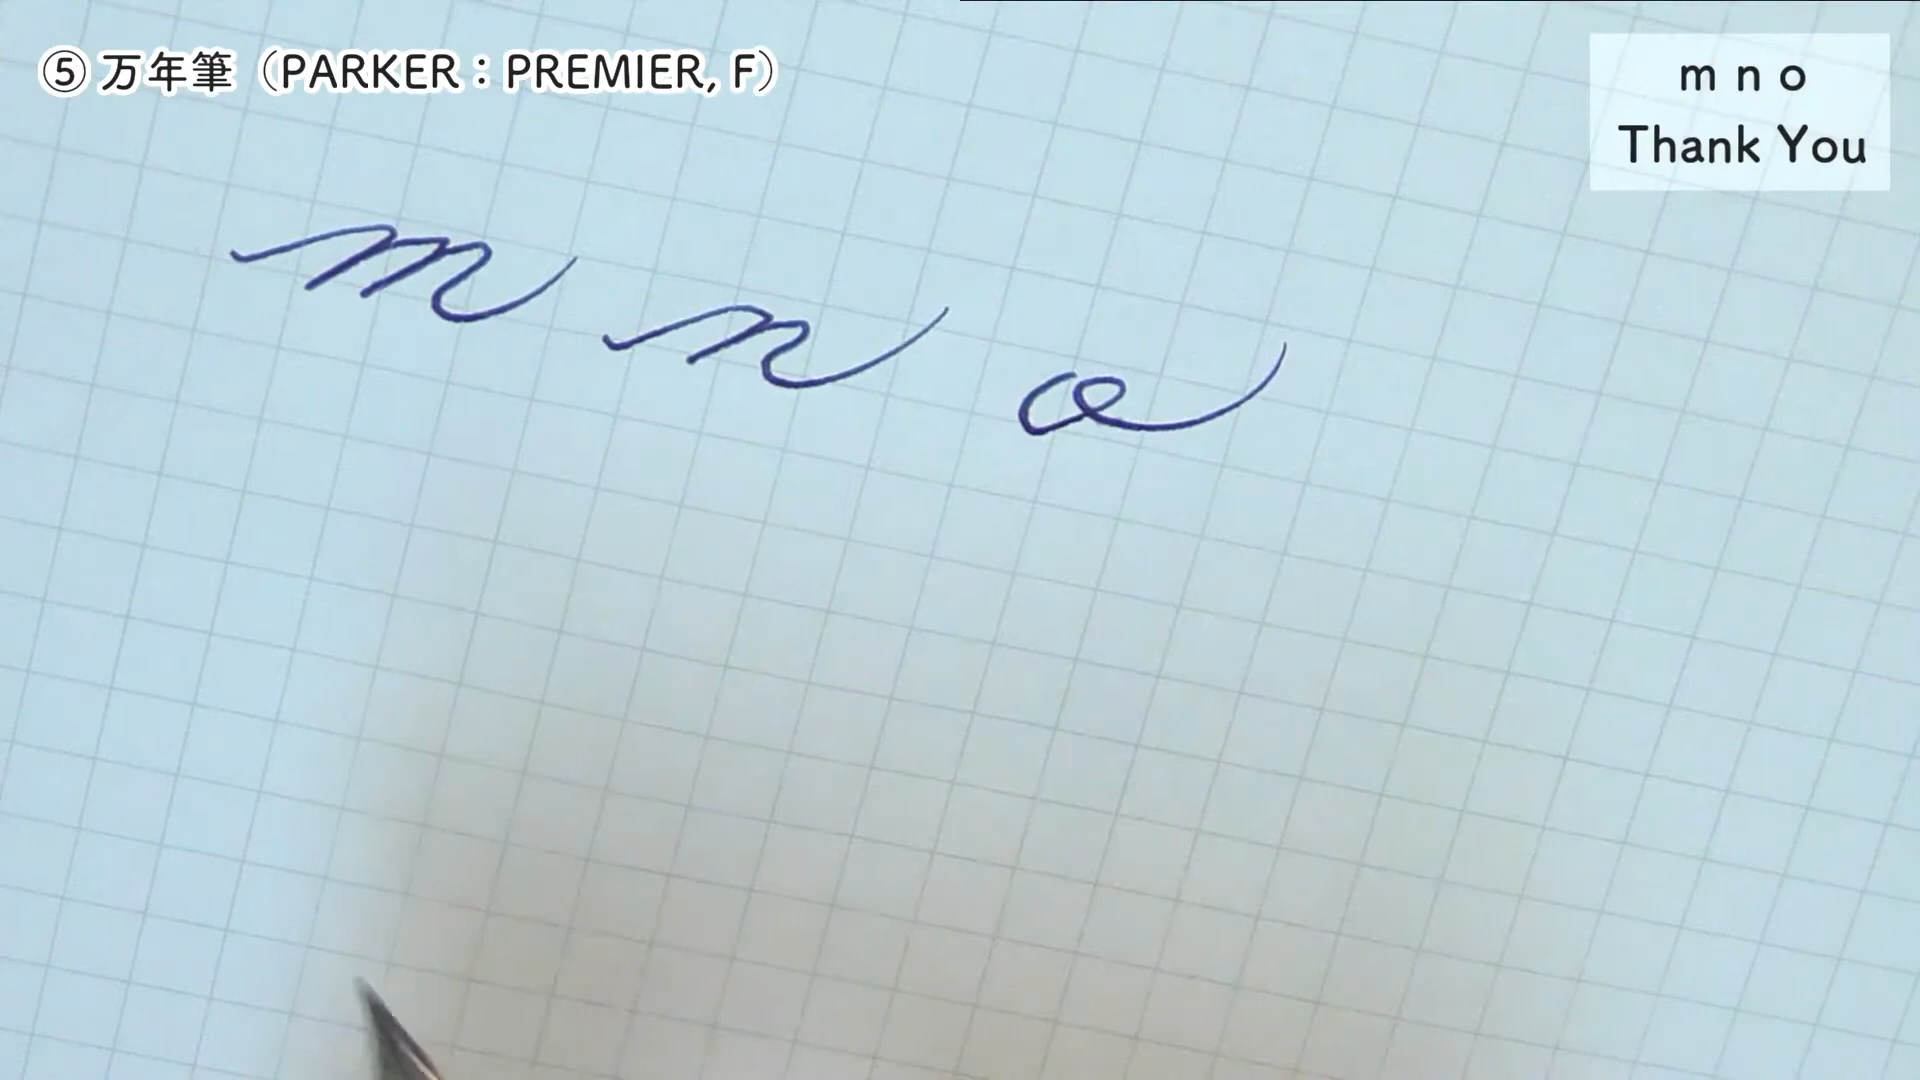 ⑤ 万年筆（PARKER：PREMIER, F）
m n o
Thank You
m n o